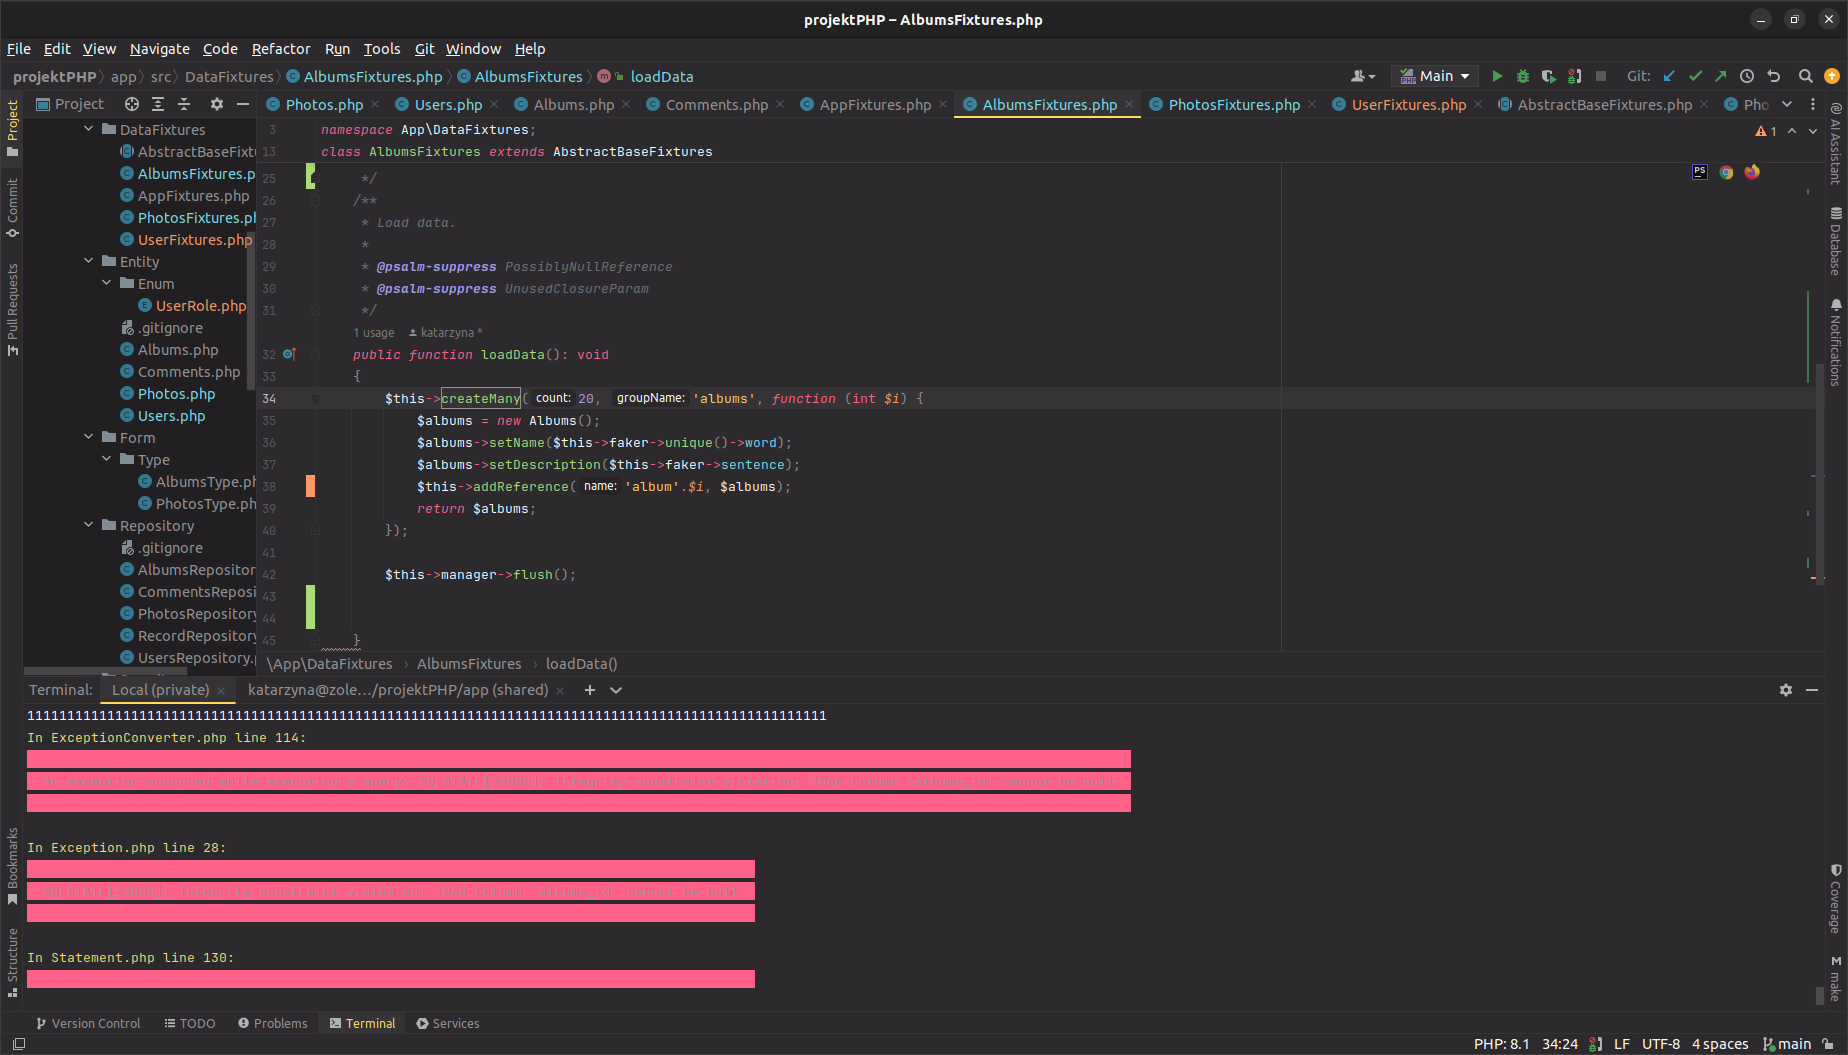 projektPHP – AlbumsFixtures.php
File Edit View Navigate Code Refactor Run Tools Git Window Help
projektPHP app src DataFixtures AlbumsFixtures.php AlbumsFixtures loadData
Main
Git:
Project
Photos.php Users.php Albums.php Comments.php AppFixtures.php AlbumsFixtures.php PhotosFixtures.php UserFixtures.php AbstractBaseFixtures.php Pho
Project
Commit
Pull Requests
Bookmarks
Structure
DataFixtures
AbstractBaseFixtu
AlbumsFixtures.p
AppFixtures.php
PhotosFixtures.ph
UserFixtures.php
Entity
Enum
UserRole.php
.gitignore
Albums.php
Comments.php
Photos.php
Users.php
Form
Type
AlbumsType.ph
PhotosType.ph
Repository
.gitignore
AlbumsRepositor
CommentsReposi
PhotosRepository
RecordRepository
UsersRepository.p
3 namespace App\DataFixtures;
13 class AlbumsFixtures extends AbstractBaseFixtures
1
25 */
26 /**
27 * Load data.
28 *
29 * @psalm-suppress PossiblyNullReference
30 * @psalm-suppress UnusedClosureParam
31 */
1 usage katarzyna *
32 public function loadData(): void
33 {
34 $this->createMany( count: 20, groupName: 'albums', function (int $i) {
35 $albums = new Albums();
36 $albums->setName($this->faker->unique()->word);
37 $albums->setDescription($this->faker->sentence);
38 $this->addReference( name: 'album'.$i, $albums);
39 return $albums;
40 });
41
42 $this->manager->flush();
43
44
45 }
\App\DataFixtures › AlbumsFixtures › loadData()
AI Assistant
Database
Notifications
Coverage
make
Terminal: Local (private) katarzyna@zole.../projektPHP/app (shared)
1111111111111111111111111111111111111111111111111111111111111111111111111111111111111111111111111111
In ExceptionConverter.php line 114:
An exception occurred while executing a query: SQLSTATE[23000]: Integrity constraint violation: 1048 Column 'albums_id' cannot be null
In Exception.php line 28:
SQLSTATE[23000]: Integrity constraint violation: 1048 Column 'albums_id' cannot be null
In Statement.php line 130:
Version Control TODO Problems Terminal Services
PHP: 8.1 34:24 LF UTF-8 4 spaces main